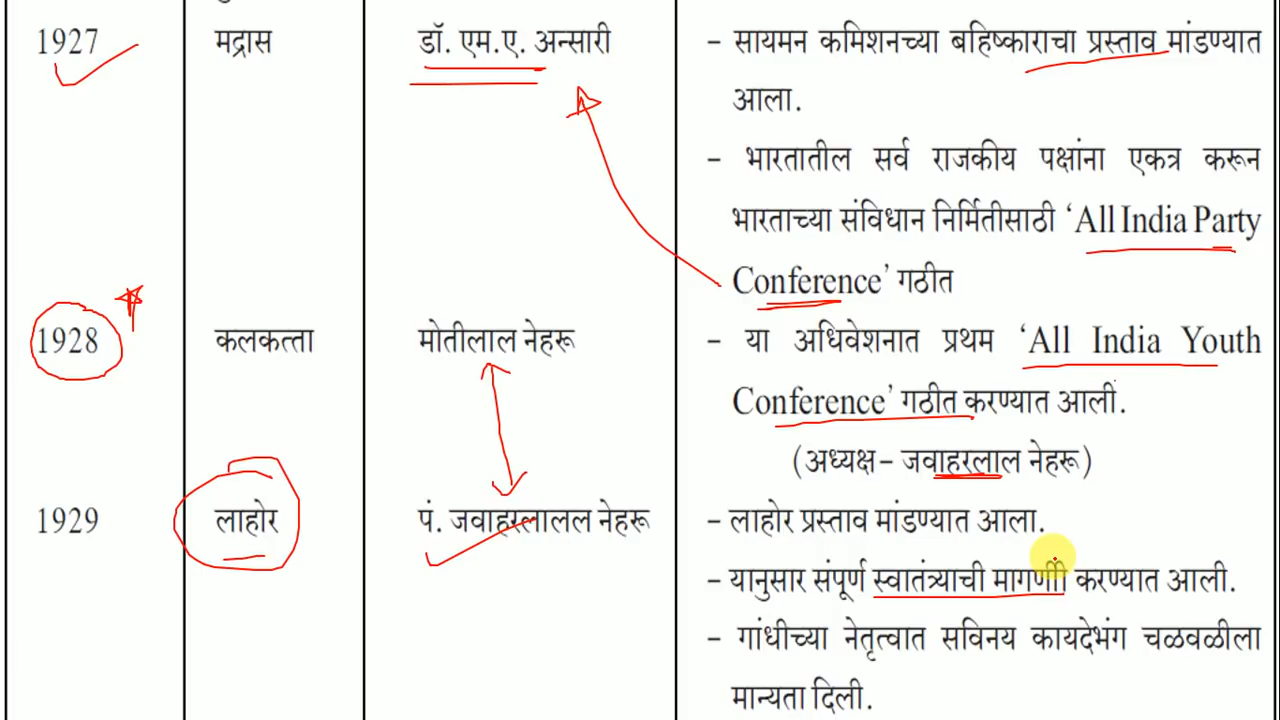 1927 मद्रास डॉ. एम.ए. अन्सारी – सायमन कमिशनच्या बहिष्काराचा प्रस्ताव मांडण्यात
आला.
– भारतातील सर्व राजकीय पक्षांना एकत्र करून
भारताच्या संविधान निर्मितीसाठी ‘All India Party
Conference’ गठीत
1928 कलकत्ता मोतीलाल नेहरू – या अधिवेशनात प्रथम ‘All India Youth
Conference’ गठीत करण्यात आली.
(अध्यक्ष– जवाहरलाल नेहरू)
1929 लाहोर पं. जवाहरलालल नेहरू – लाहोर प्रस्ताव मांडण्यात आला.
– यानुसार संपूर्ण स्वातंत्र्याची मागणी करण्यात आली.
– गांधीच्या नेतृत्वात सविनय कायदेभंग चळवळीला
मान्यता दिली.